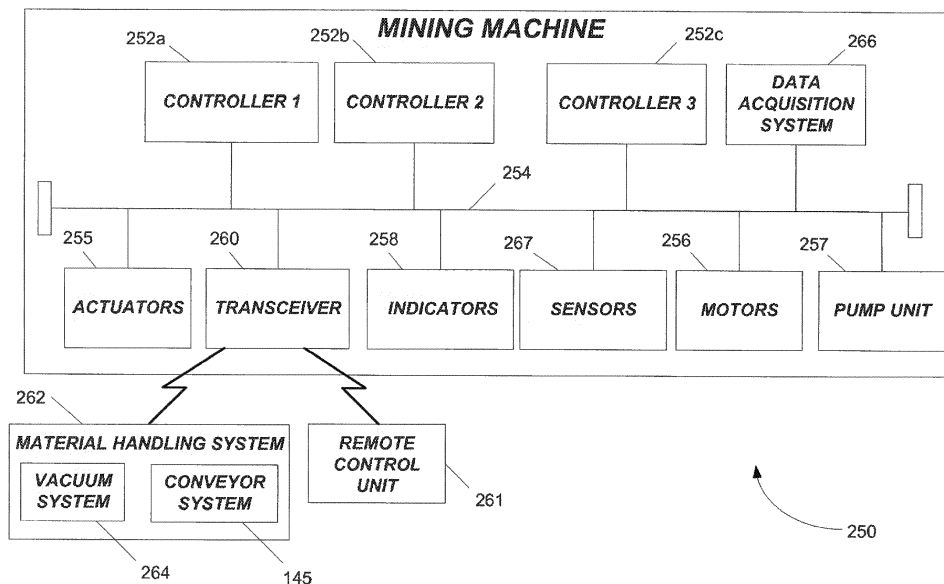 MINING MACHINE
252a
252b
252c
266
CONTROLLER 1
CONTROLLER 2
CONTROLLER 3
DATA
ACQUISITION
SYSTEM
254
255
260
258
267
256
257
ACTUATORS
TRANSCEIVER
INDICATORS
SENSORS
MOTORS
PUMP UNIT
262
MATERIAL HANDLING SYSTEM
VACUUM
SYSTEM
CONVEYOR
SYSTEM
REMOTE
CONTROL
UNIT
261
264
145
250